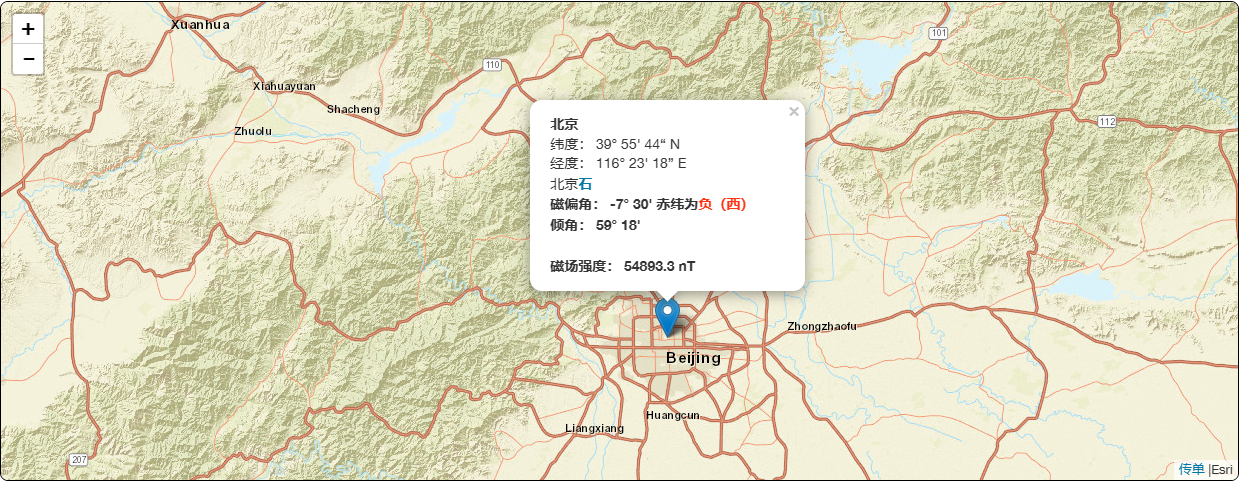 +
−
Xuanhua
101
110
Xiahuayuan
Shacheng
Zhuolu
112
×
北京
纬度： 39° 55' 44“ N
经度： 116° 23' 18” E
北京石
磁偏角： -7° 30' 赤纬为负（西）
倾角： 59° 18'
磁场强度： 54893.3 nT
Zhongzhaofu
Beijing
Huangcun
Liangxiang
207
传单 |Esri